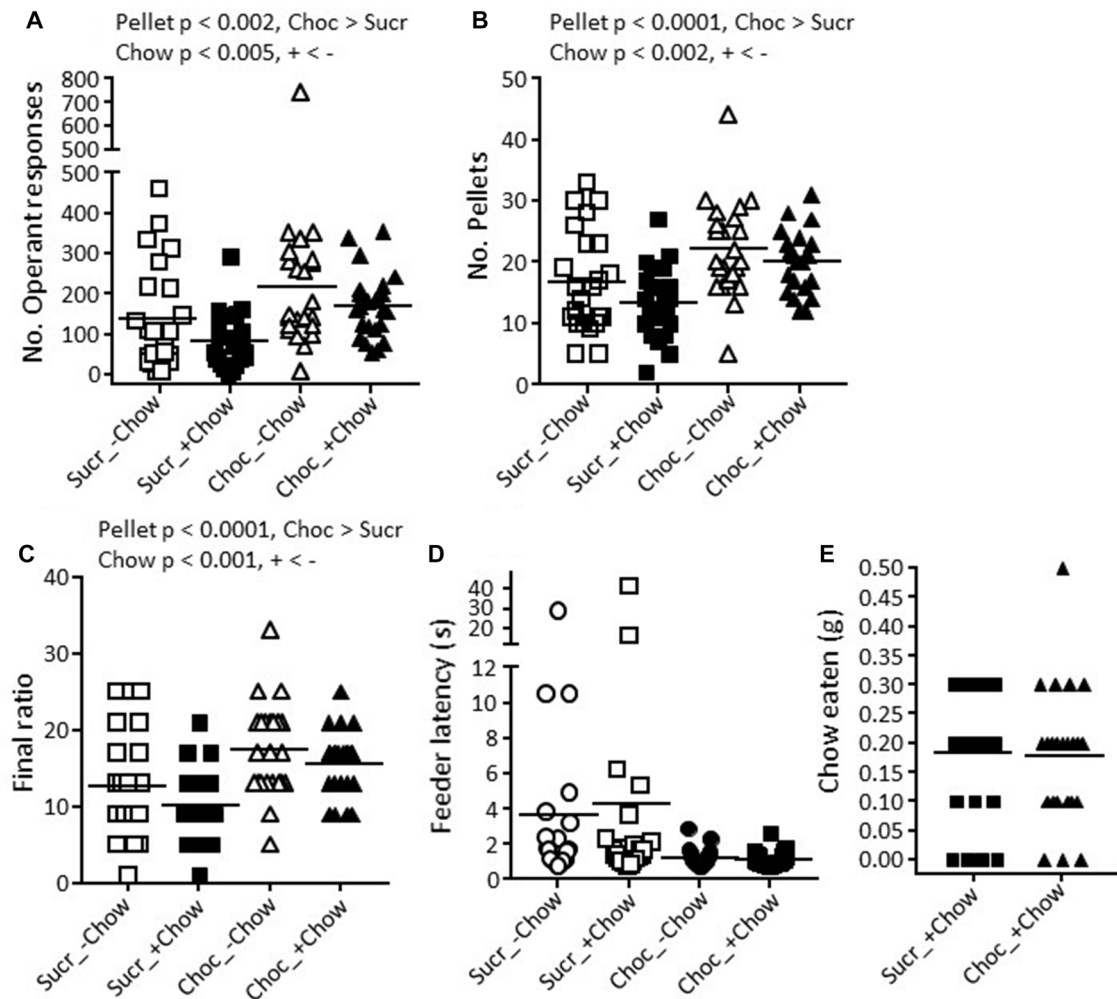 A
Pellet p < 0.002, Choc > Sucr
Chow p < 0.005, + < -
No. Operant responses
800
700
600
500
500
400
300
200
100
0
Sucr_-Chow
Sucr_+Chow
Choc_-Chow
Choc_+Chow
B
Pellet p < 0.0001, Choc > Sucr
Chow p < 0.002, + < -
No. Pellets
50
40
30
20
10
0
Sucr_-Chow
Sucr_+Chow
Choc_-Chow
Choc_+Chow
C
Pellet p < 0.0001, Choc > Sucr
Chow p < 0.001, + < -
Final ratio
40
30
20
10
0
Sucr_-Chow
Sucr_+Chow
Choc_-Chow
Choc_+Chow
D
Feeder latency (s)
40
30
20
12
10
8
6
4
2
0
Sucr_-Chow
Sucr_+Chow
Choc_-Chow
Choc_+Chow
E
Chow eaten (g)
0.50
0.45
0.40
0.35
0.30
0.25
0.20
0.10
0.05
0.00
Sucr_+Chow
Choc_+Chow